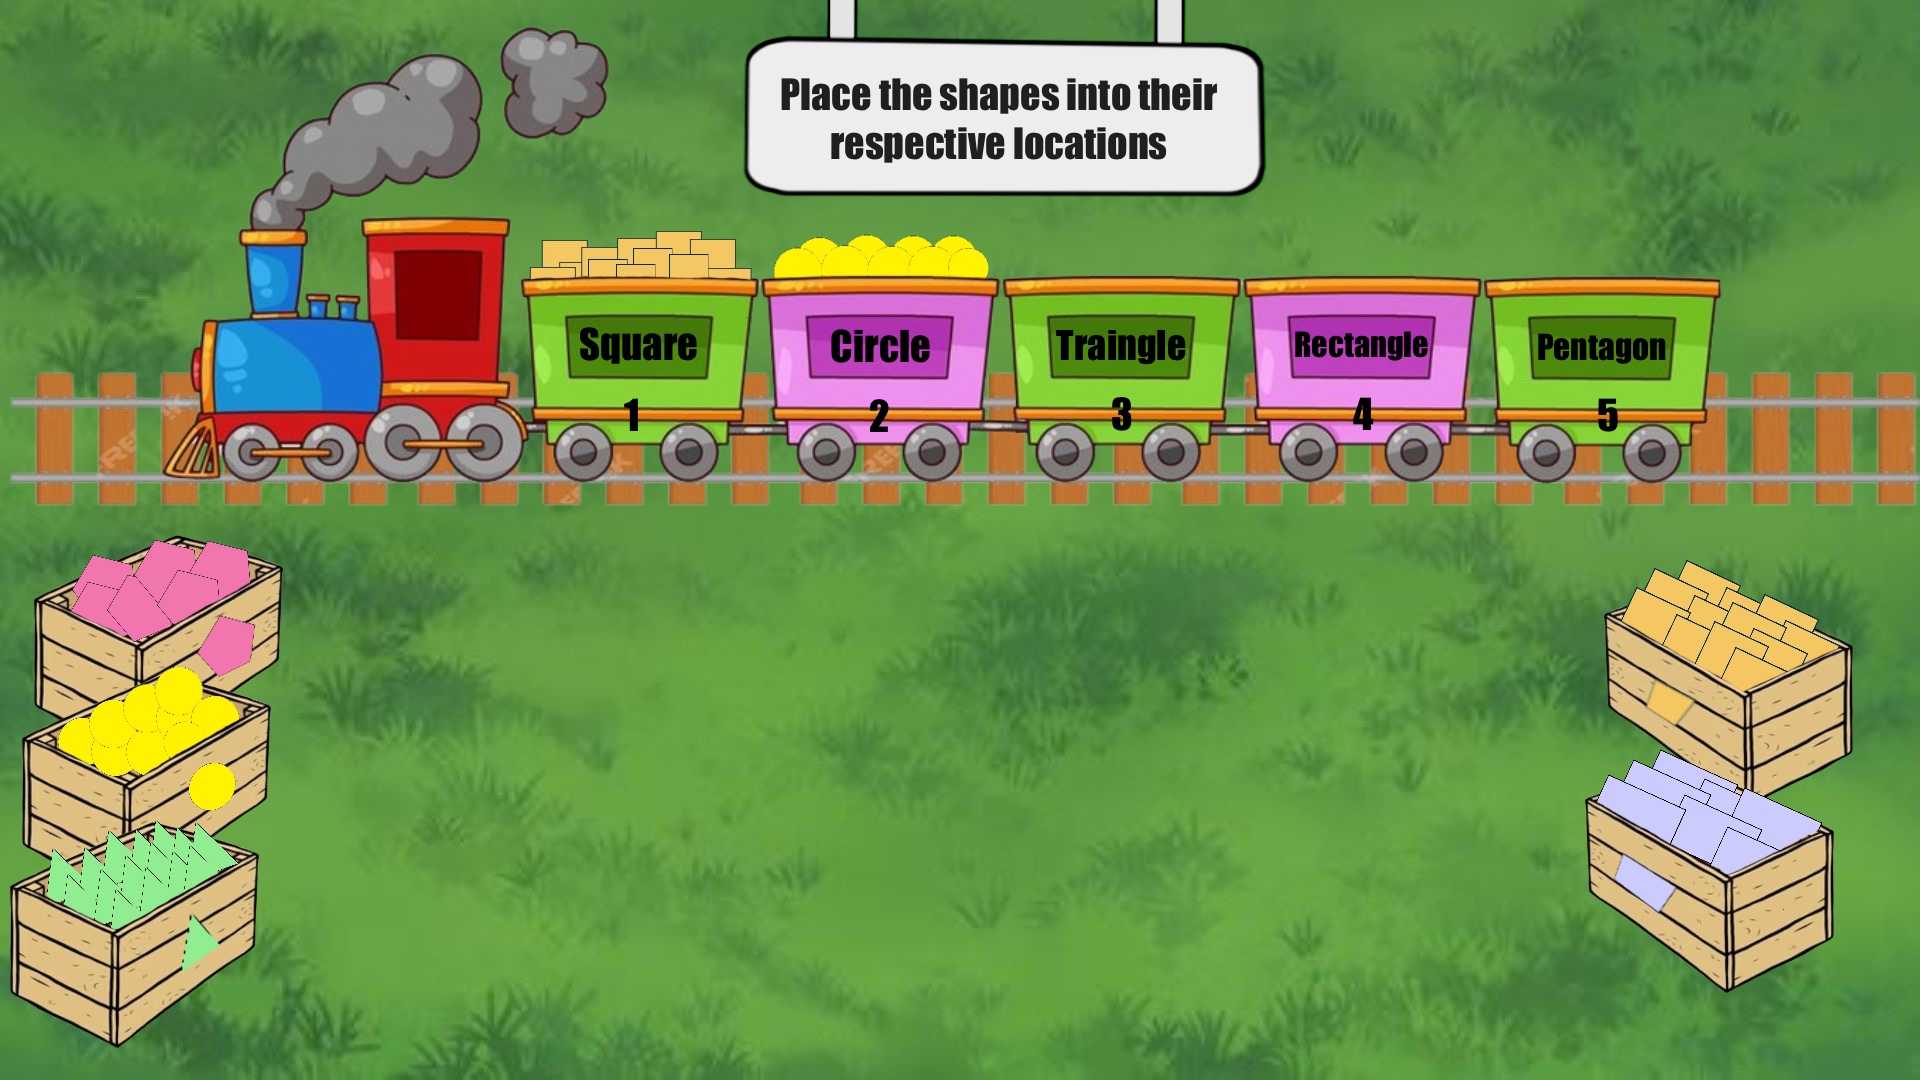 Place the shapes into their
respective locations
Square
Circle
Traingle
Rectangle
Pentagon
1
2
3
4
5